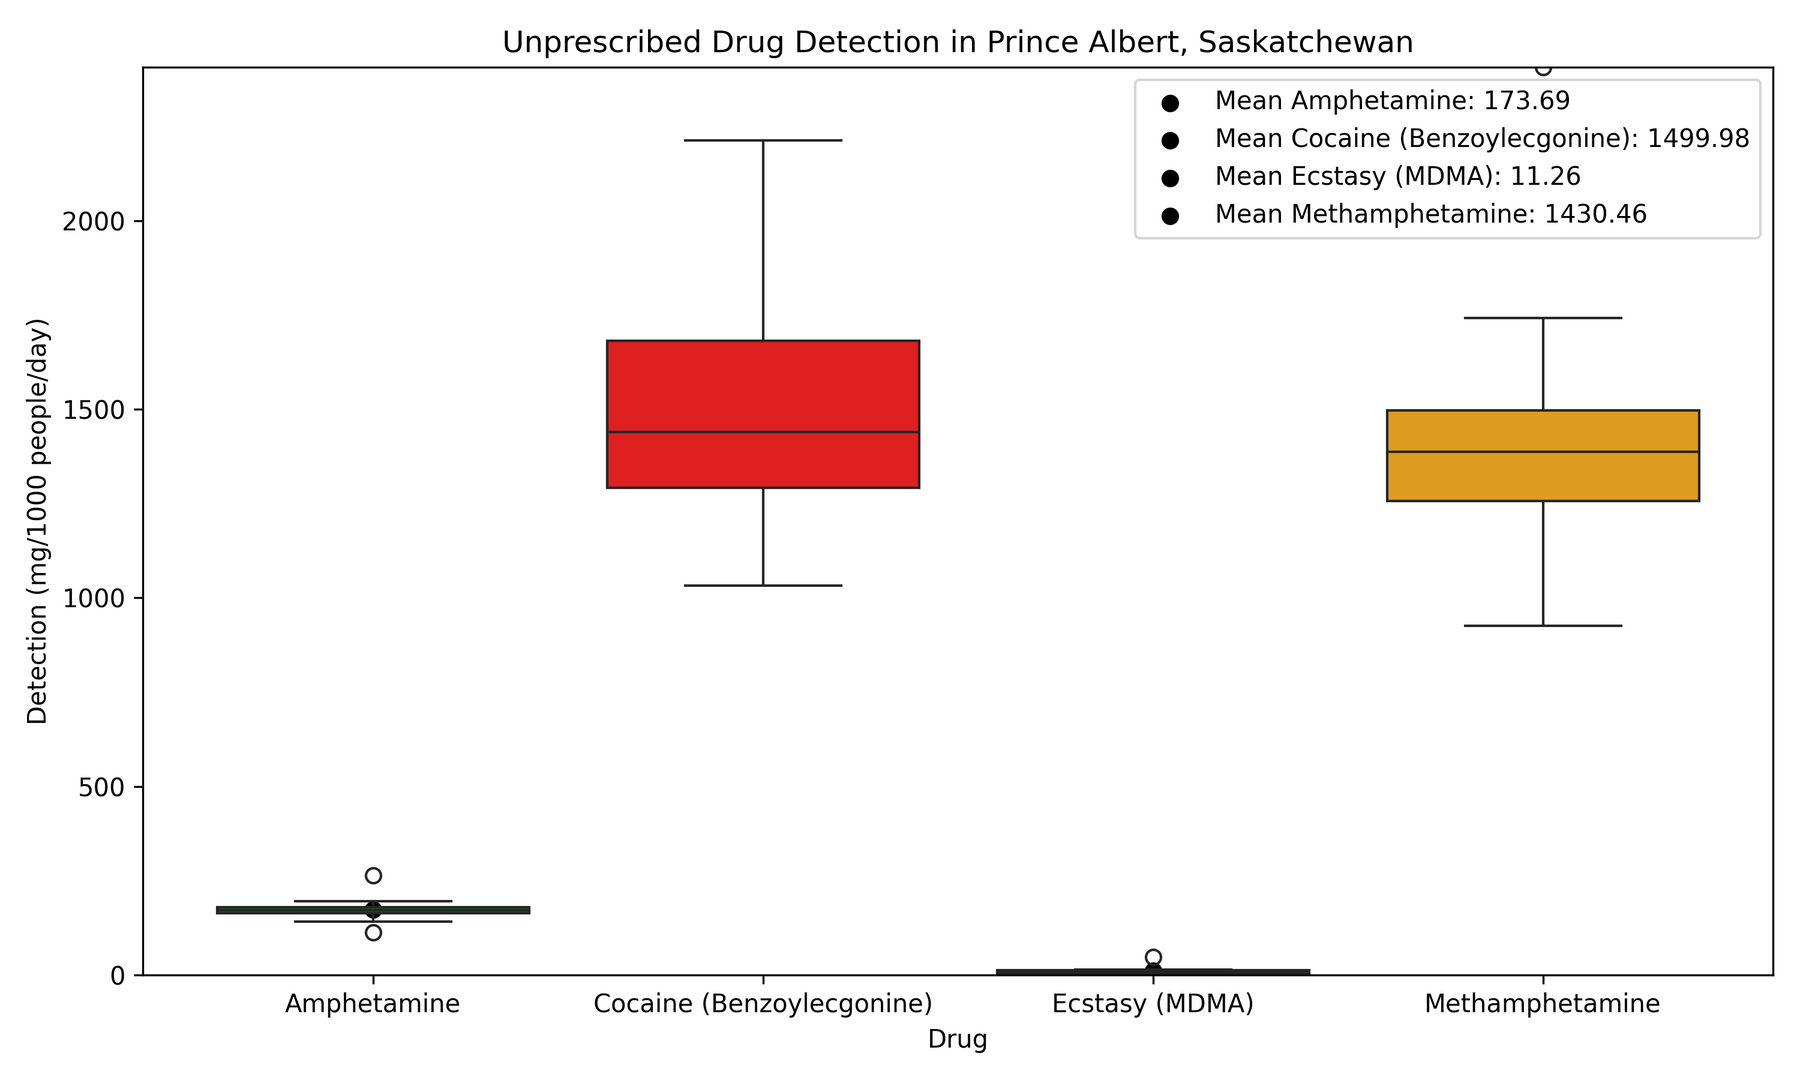 Unprescribed Drug Detection in Prince Albert, Saskatchewan
Mean Amphetamine: 173.69
Mean Cocaine (Benzoylecgonine): 1499.98
Mean Ecstasy (MDMA): 11.26
Mean Methamphetamine: 1430.46
Detection (mg/1000 people/day)
2000
1500
1000
500
0
Amphetamine Cocaine (Benzoylecgonine) Ecstasy (MDMA) Methamphetamine
Drug